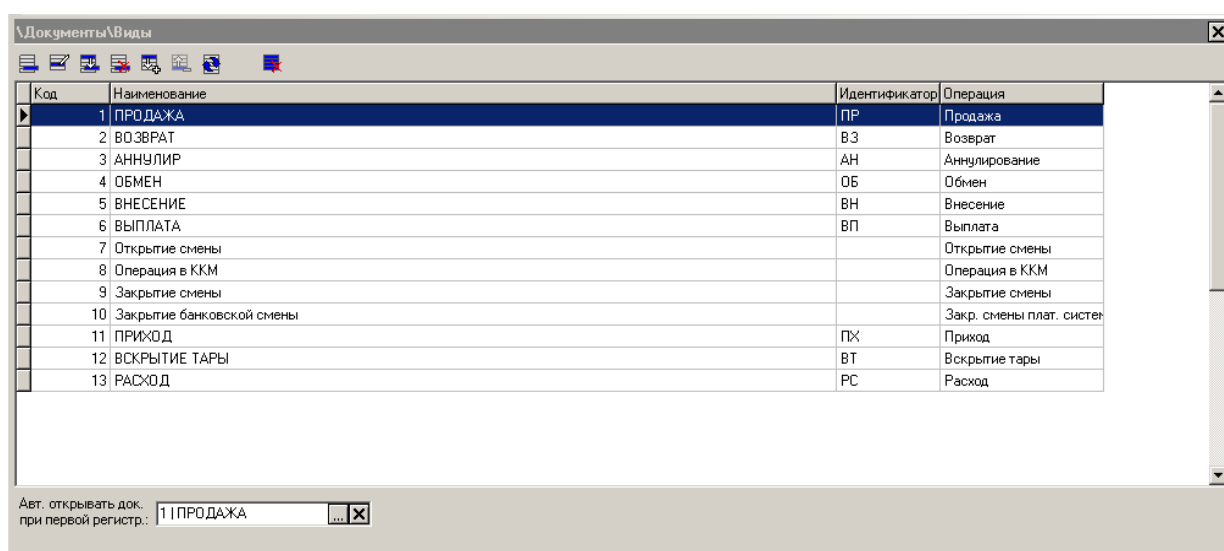 \Документы\Виды
Код Наименование Идентификатор Операция
1 ПРОДАЖА ПР Продажа
2 ВОЗВРАТ ВЗ Возврат
3 АННУЛИР АН Аннулирование
4 ОБМЕН ОБ Обмен
5 ВНЕСЕНИЕ ВН Внесение
6 ВЫПЛАТА ВП Выплата
7 Открытие смены Открытие смены
8 Операция в ККМ Операция в ККМ
9 Закрытие смены Закрытие смены
10 Закрытие банковской смены Закр. смены плат. систем
11 ПРИХОД ПХ Приход
12 ВСКРЫТИЕ ТАРЫ ВТ Вскрытие тары
13 РАСХОД РС Расход
Авт. открывать док.
при первой регистр.: 1 | ПРОДАЖА ...